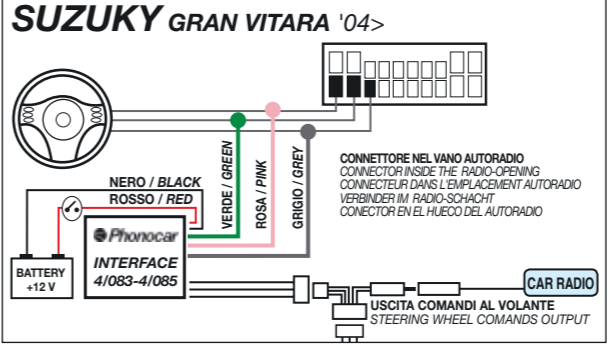 SUZUKY GRAN VITARA '04>
NERO / BLACK
ROSSO / RED
VERDE / GREEN
ROSA / PINK
GRIGIO / GREY
CONNETTORE NEL VANO AUTORADIO
CONNECTOR INSIDE THE RADIO-OPENING
CONNECTEUR DANS L'EMPLACEMENT AUTORADIO
VERBINDER IM RADIO-SCHACHT
CONECTOR EN EL HUECO DEL AUTORADIO
Phonocar
INTERFACE
4/083-4/085
BATTERY
+12 V
CAR RADIO
USCITA COMANDI AL VOLANTE
STEERING WHEEL COMANDS OUTPUT